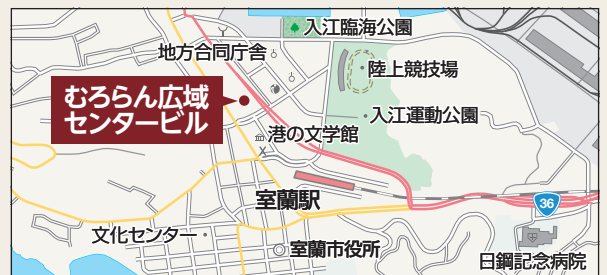 入江臨海公園
地方合同庁舎
陸上競技場
むろらん広域
センタービル
入江運動公園
港の文学館
室蘭駅
36
文化センター
室蘭市役所
日鋼記念病院